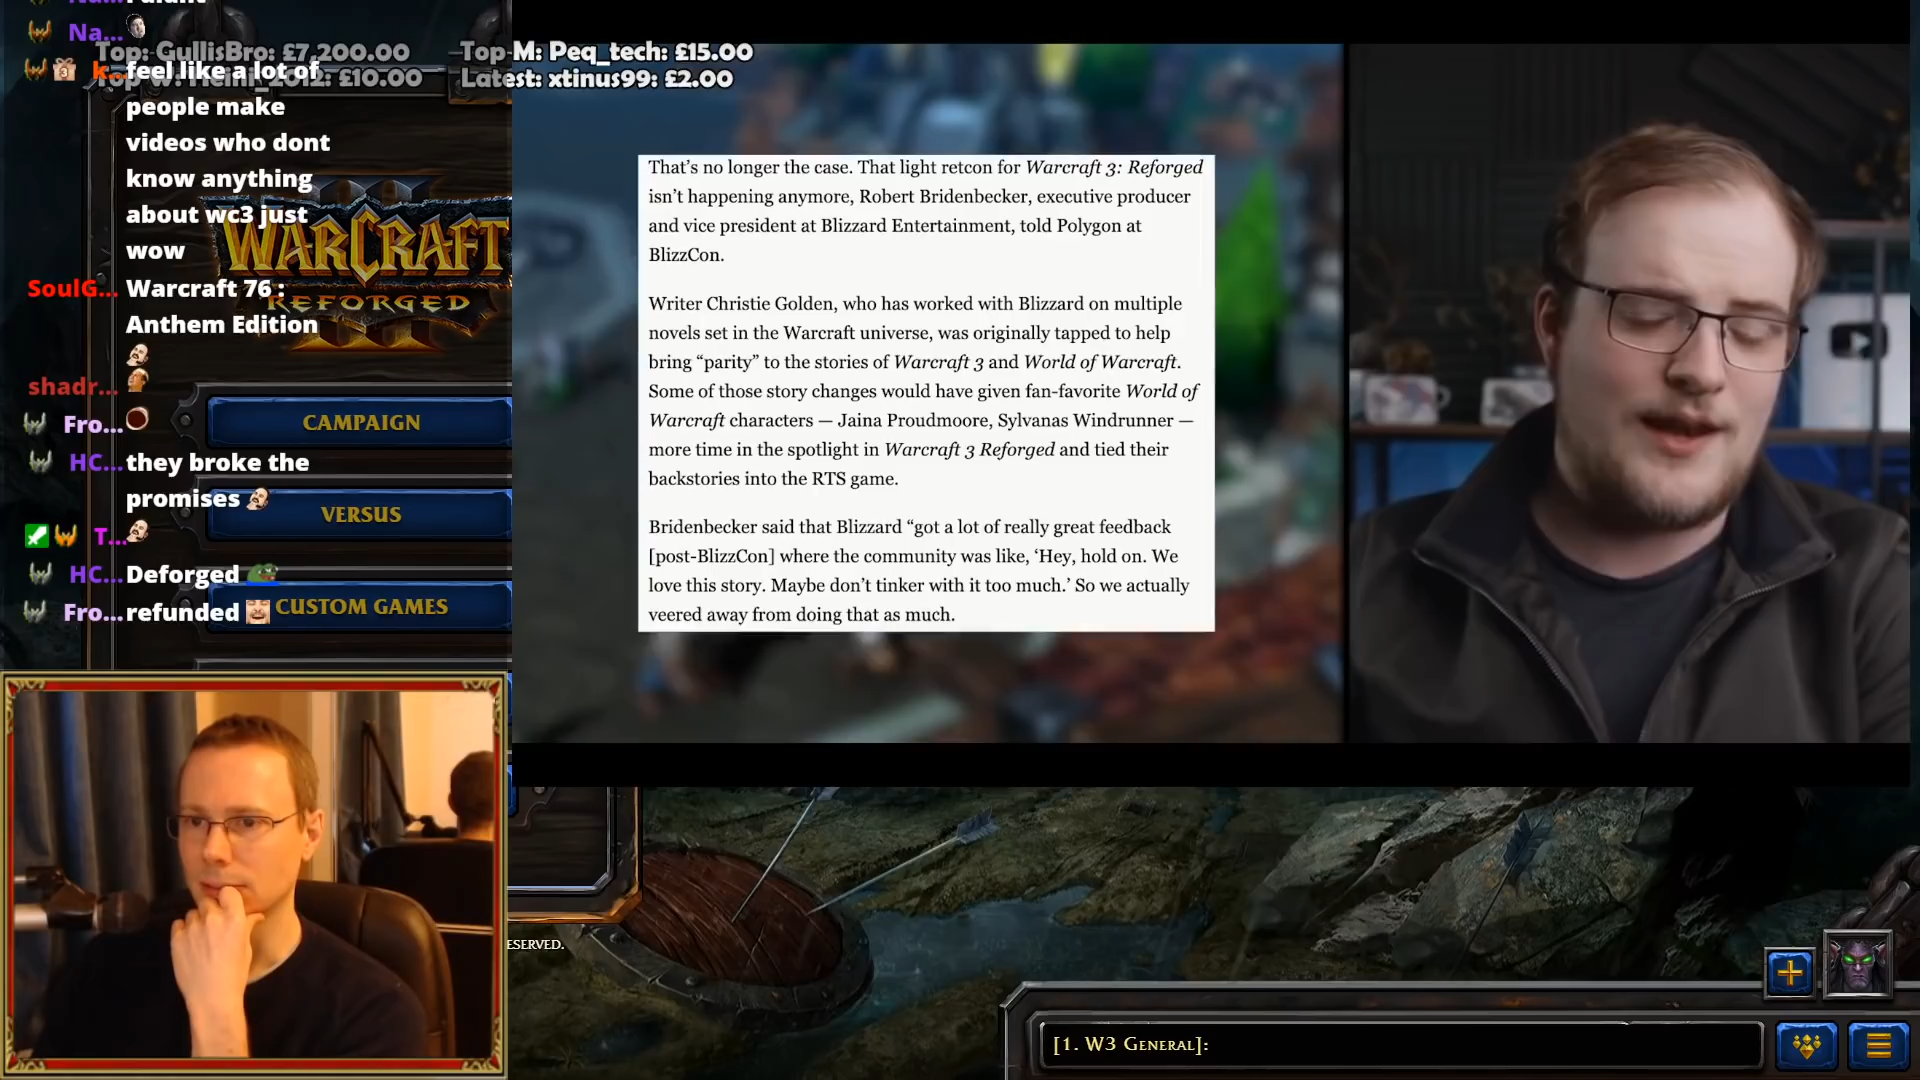 Na...
Top: GullisBro: £7,200.00
Top M: Peq_tech: £15.00
£10.00
Latest: xtinus99: £2.00
k... feel like a lot of
people make
videos who dont
know anything
about wc3 just
wow
SoulG... Warcraft 76 :
Anthem Edition
shadr...
Fro...
HC... they broke the
promises
T...
HC... Deforged
Fro... refunded
WARCRAFT
III
REFORGED
CAMPAIGN
VERSUS
CUSTOM GAMES
That’s no longer the case. That light retcon for Warcraft 3: Reforged
isn’t happening anymore, Robert Bridenbecker, executive producer
and vice president at Blizzard Entertainment, told Polygon at
BlizzCon.
Writer Christie Golden, who has worked with Blizzard on multiple
novels set in the Warcraft universe, was originally tapped to help
bring “parity” to the stories of Warcraft 3 and World of Warcraft.
Some of those story changes would have given fan-favorite World of
Warcraft characters — Jaina Proudmoore, Sylvanas Windrunner —
more time in the spotlight in Warcraft 3 Reforged and tied their
backstories into the RTS game.
Bridenbecker said that Blizzard “got a lot of really great feedback
[post-BlizzCon] where the community was like, ‘Hey, hold on. We
love this story. Maybe don’t tinker with it too much.’ So we actually
veered away from doing that as much.
ESERVED.
[1. W3 GENERAL]: